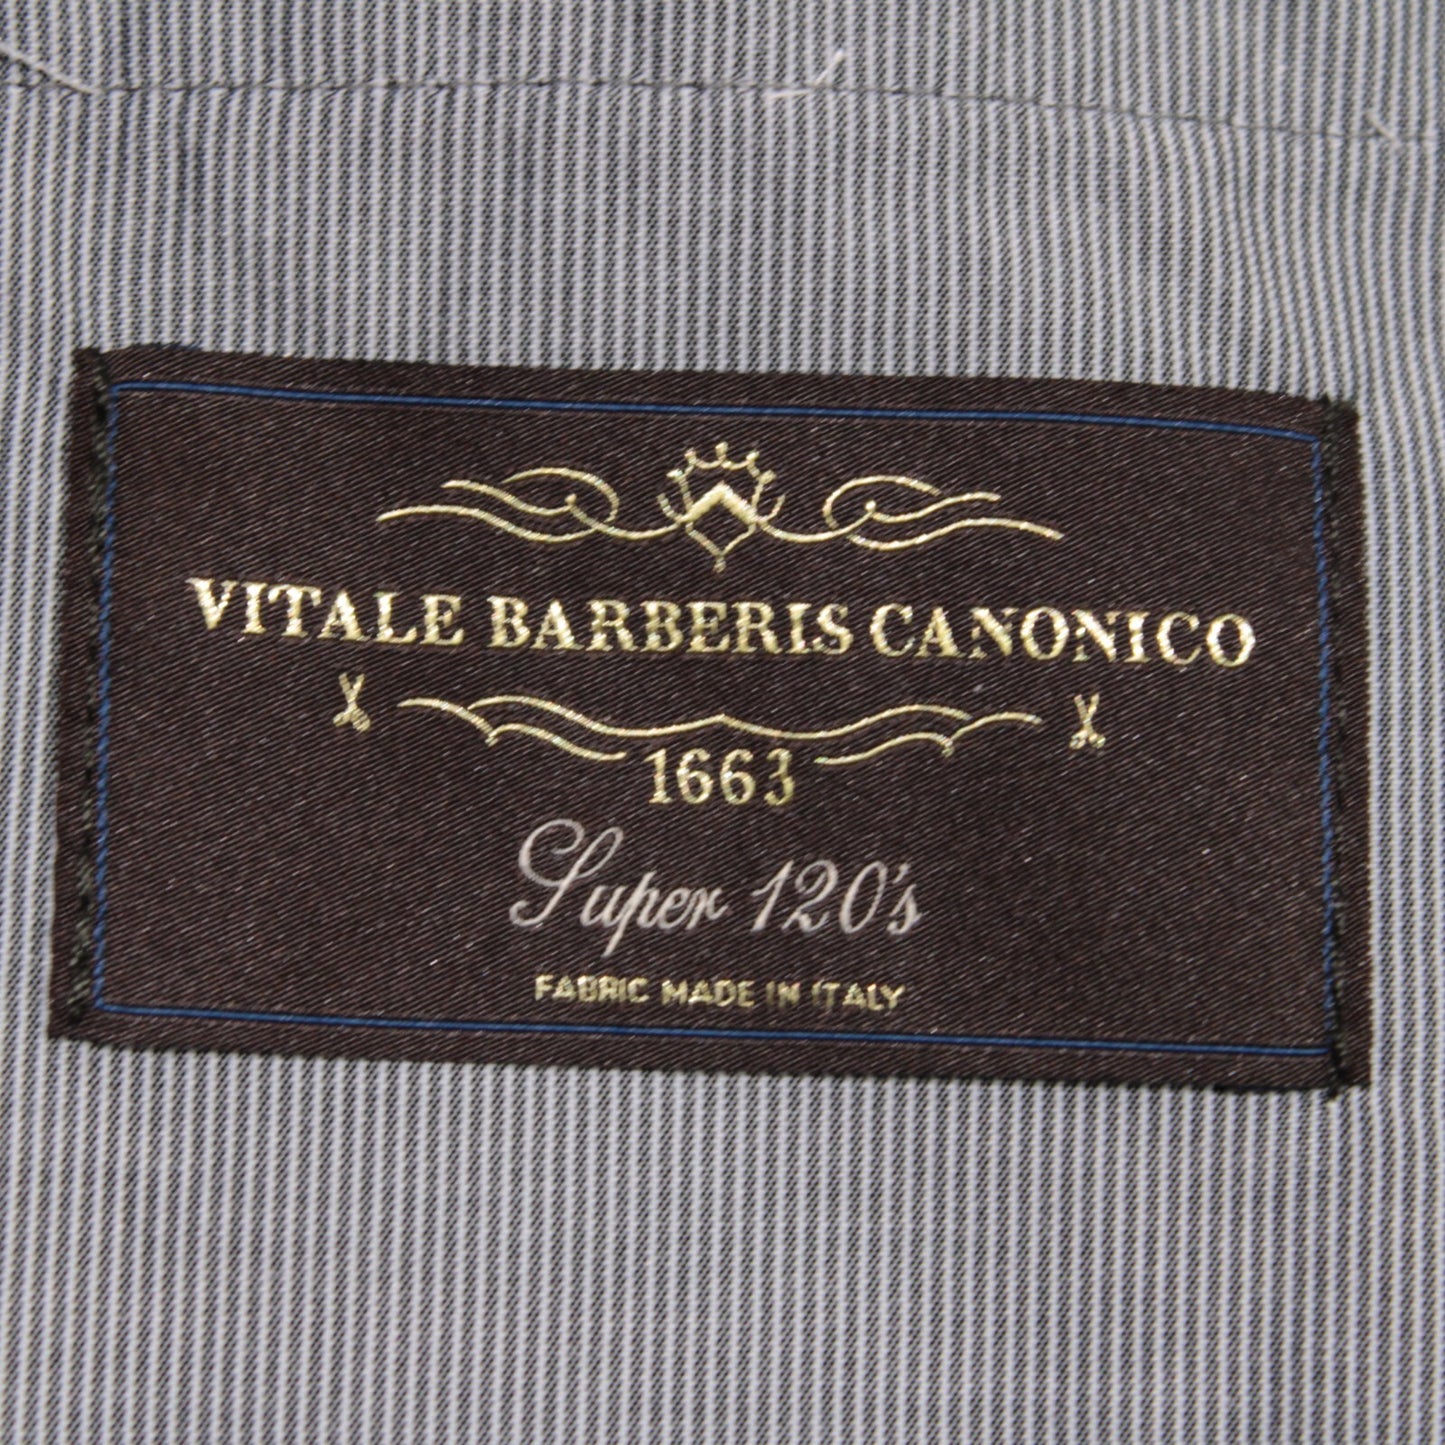 VITALE BARBERIS CANONICO
1663
Super 120's
FABRIC MADE IN ITALY